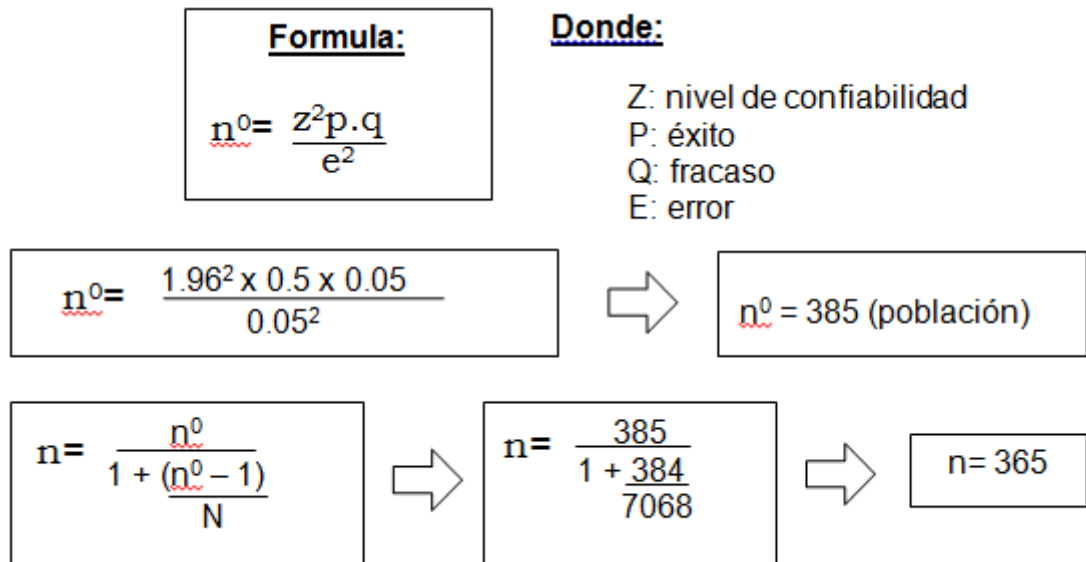 Formula:
n⁰= z²p.q
e²
Donde:
Z: nivel de confiabilidad
P: éxito
Q: fracaso
E: error
n⁰= 1.96² x 0.5 x 0.05
0.05²
n⁰ = 385 (población)
n= n⁰
1 + (n⁰ – 1)
N
n= 385
1 + 384
7068
n= 365